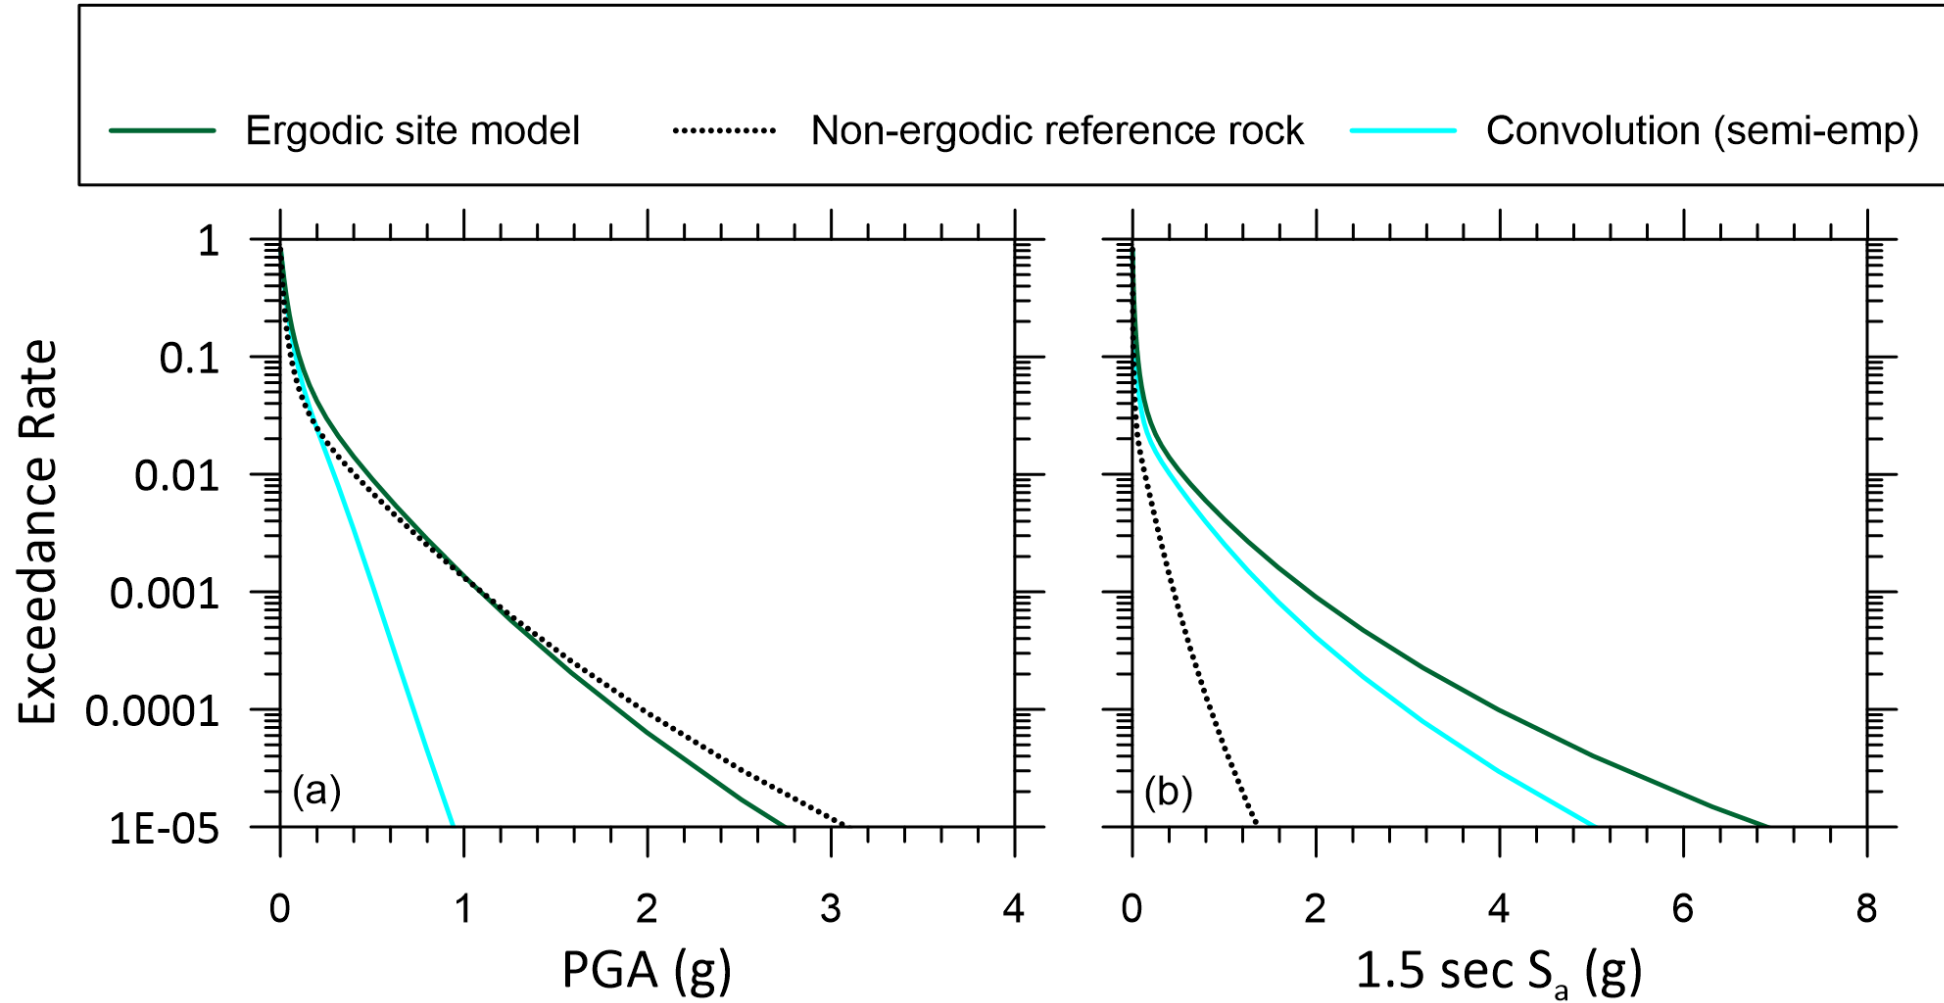 Ergodic site model Non-ergodic reference rock Convolution (semi-emp)
Exceedance Rate
1
0.1
0.01
0.001
0.0001
1E-05
(a)
0 1 2 3 4
PGA (g)
(b)
0 2 4 6 8
1.5 sec Sa (g)